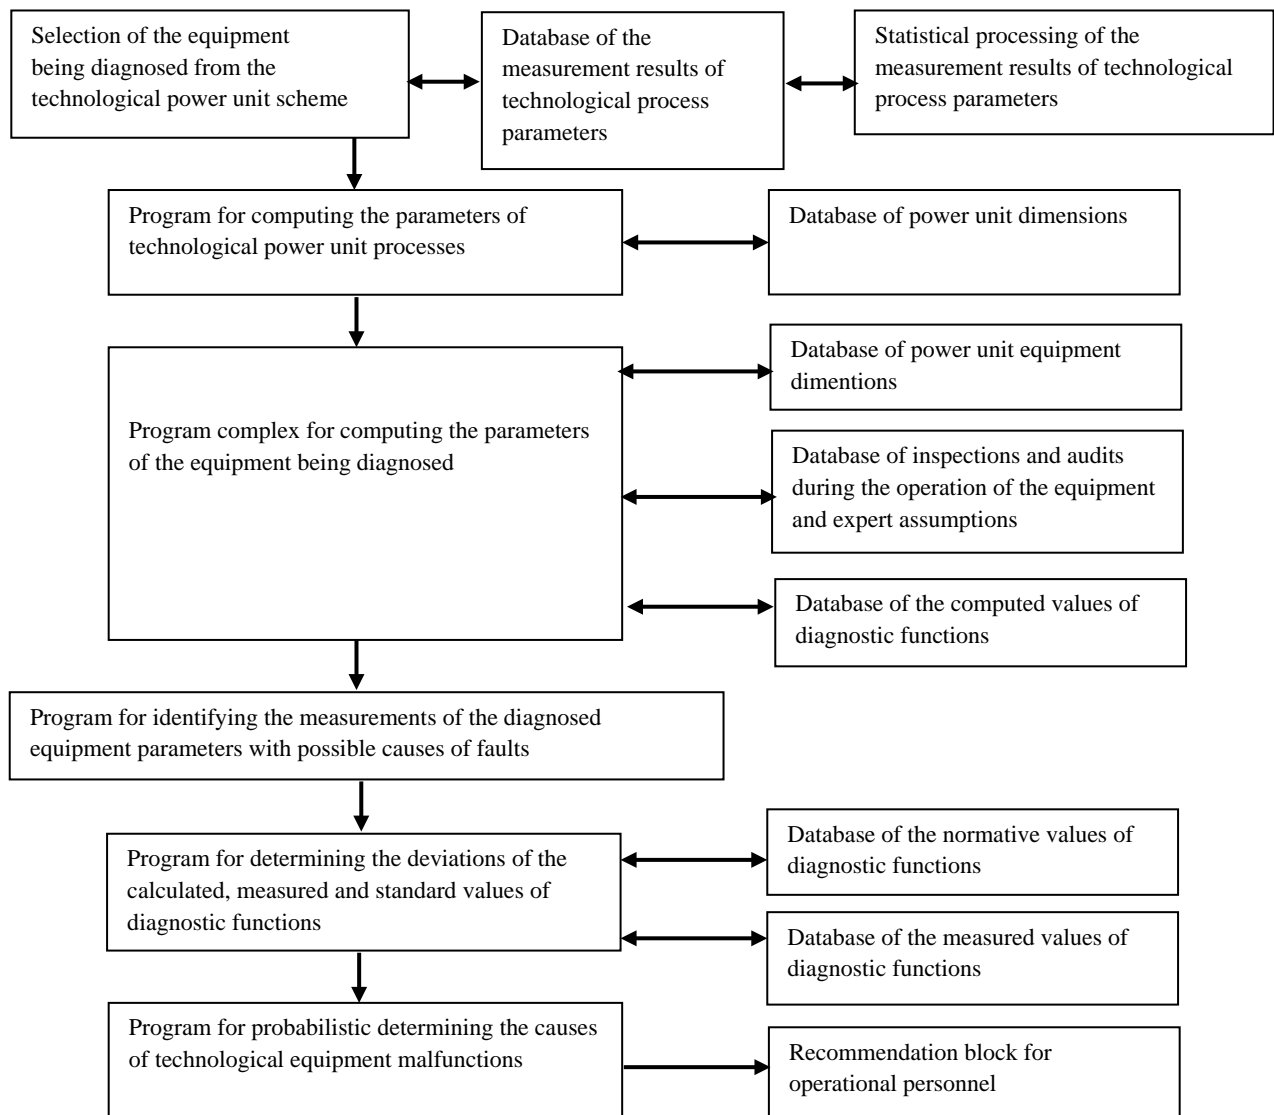 Selection of the equipment
being diagnosed from the
technological power unit scheme
Database of the
measurement results of
technological process
parameters
Statistical processing of the
measurement results of technological
process parameters
Program for computing the parameters of
technological power unit processes
Database of power unit dimensions
Program complex for computing the parameters
of the equipment being diagnosed
Database of power unit equipment
dimentions
Database of inspections and audits
during the operation of the equipment
and expert assumptions
Database of the computed values of
diagnostic functions
Program for identifying the measurements of the diagnosed
equipment parameters with possible causes of faults
Program for determining the deviations of the
calculated, measured and standard values of
diagnostic functions
Database of the normative values of
diagnostic functions
Database of the measured values of
diagnostic functions
Program for probabilistic determining the causes
of technological equipment malfunctions
Recommendation block for
operational personnel